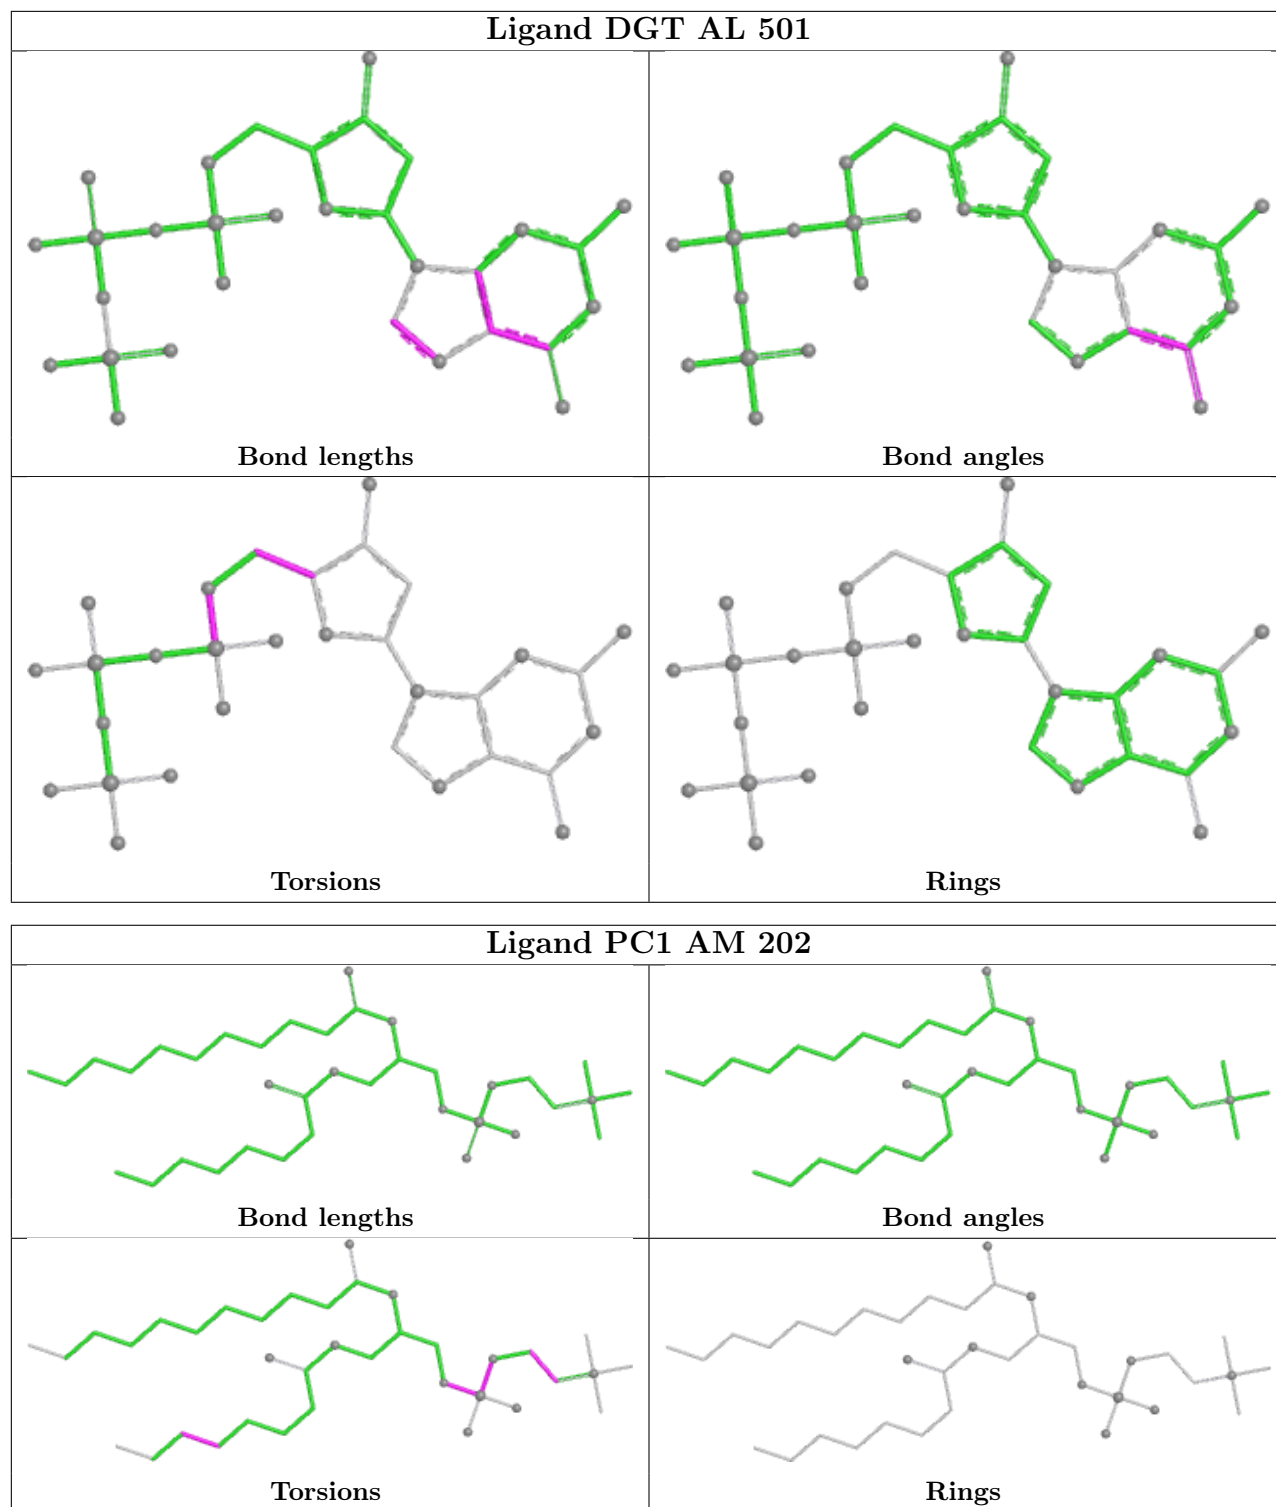 Ligand DGT AL 501
Bond lengths
Bond angles
Torsions
Rings
Ligand PC1 AM 202
Bond lengths
Bond angles
Torsions
Rings